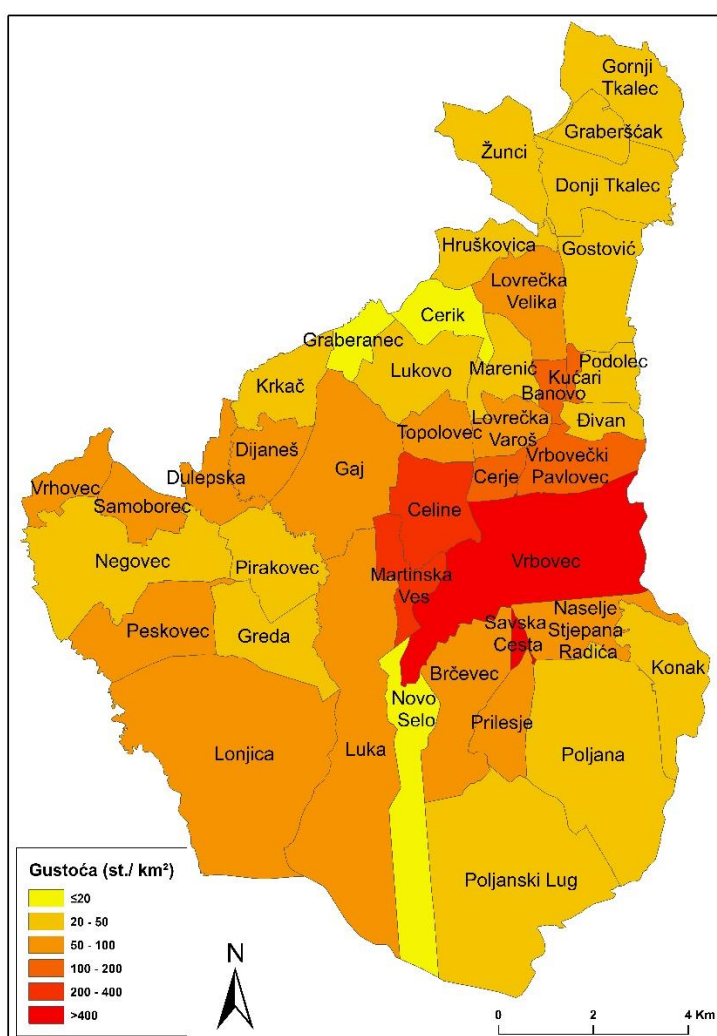 Gornji
Tkalec
Graberšćak
Žunci
Donji Tkalec
Hruškovica
Gostović
Lovrečka
Velika
Cerik
Graberanec
Lukovo
Marenić
Podolec
Kućari
Banovo
Krkač
Đivan
Topolovec
Lovrečka
Varoš
Dijaneš
Gaj
Vrbovečki
Pavlovec
Dulepska
Cerje
Vrhovec
Samoborec
Celine
Negovec
Pirakovec
Vrbovec
Martinska
Ves
Peskovec
Greda
Savska
Cesta
Naselje
Stjepana
Radića
Brčevec
Konak
Novo
Selo
Prilesje
Lonjica
Luka
Poljana
Poljanski Lug
Gustoća (st./ km²)
≤20
20 - 50
50 - 100
100 - 200
200 - 400
>400
N
0 2 4 Km